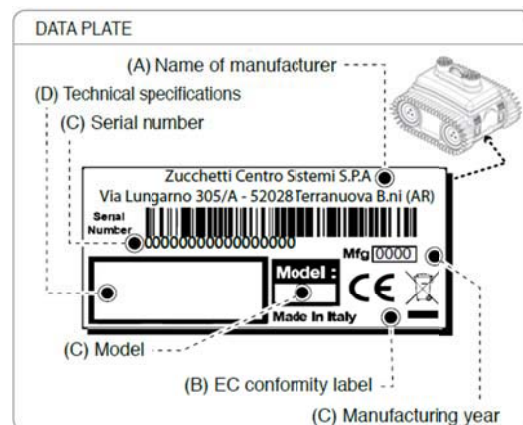 DATA PLATE
(A) Name of manufacturer
(D) Technical specifications
(C) Serial number
Zucchetti Centro Sistemi S.P.A
Via Lungarno 305/A - 52028 Terranuova B.ni (AR)
Serial
Number
00000000000000000
Mfg 0000
Model :
CE
Made In Italy
(C) Model
(B) EC conformity label
(C) Manufacturing year